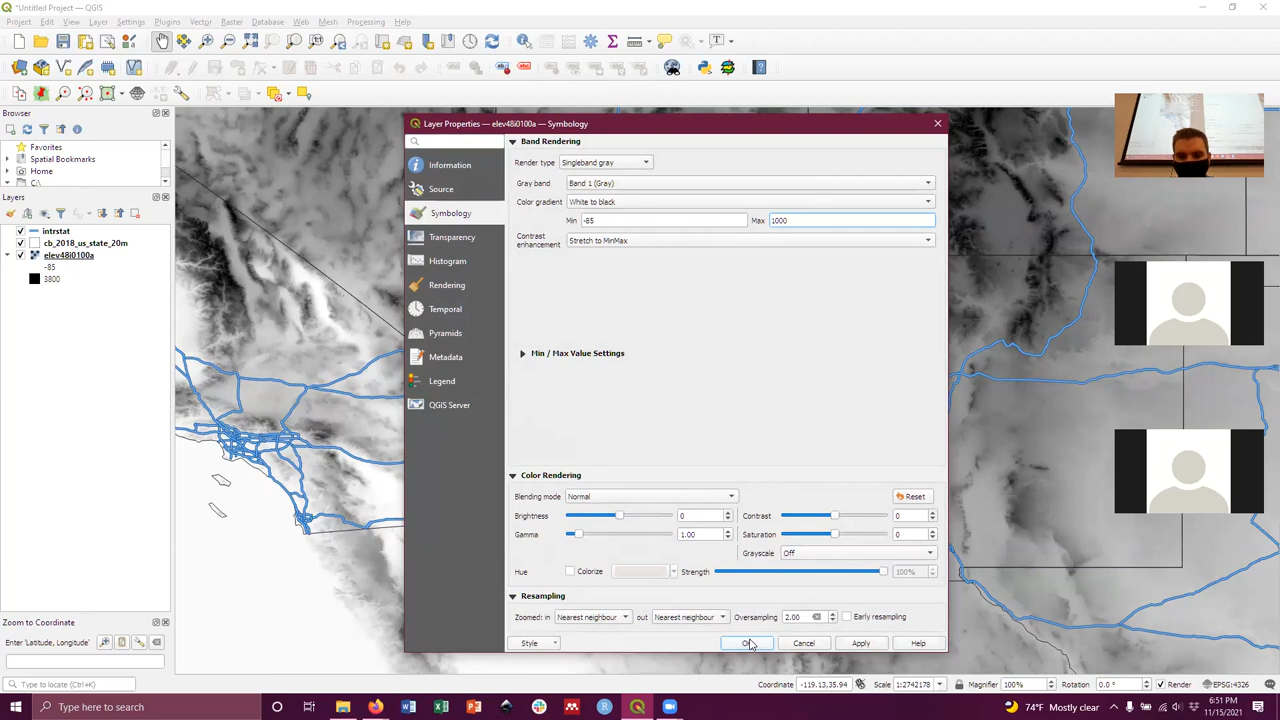 *Untitled Project — QGIS
Project Edit View Layer Settings Plugins Vector Raster Database Web Mesh Processing Help
Browser
Favorites
Spatial Bookmarks
Home
C:\
Layers
intrstat
cb_2018_us_state_20m
elev48i0100a
-85
3800
Zoom to Coordinate
Enter 'Latitude, Longitude'
Layer Properties — elev48i0100a — Symbology
Information
Source
Symbology
Transparency
Histogram
Rendering
Temporal
Pyramids
Metadata
Legend
QGIS Server
Band Rendering
Render type Singleband gray
Gray band Band 1 (Gray)
Color gradient White to black
Min -85 Max 1000
Contrast enhancement Stretch to MinMax
Min / Max Value Settings
Color Rendering
Blending mode Normal Reset
Brightness 0 Contrast 0
Gamma 1.00 Saturation 0
Grayscale Off
Hue Colorize Strength 100%
Resampling
Zoomed: in Nearest neighbour out Nearest neighbour Oversampling 2.00 Early resampling
Style Cancel Apply Help
Type to locate (Ctrl+K) Coordinate -119.13,35.94 Scale 1:2742178 Magnifier 100% Rotation 0.0 ° Render EPSG:4326
Type here to search 74°F Mostly clear 6:51 PM
11/15/2021